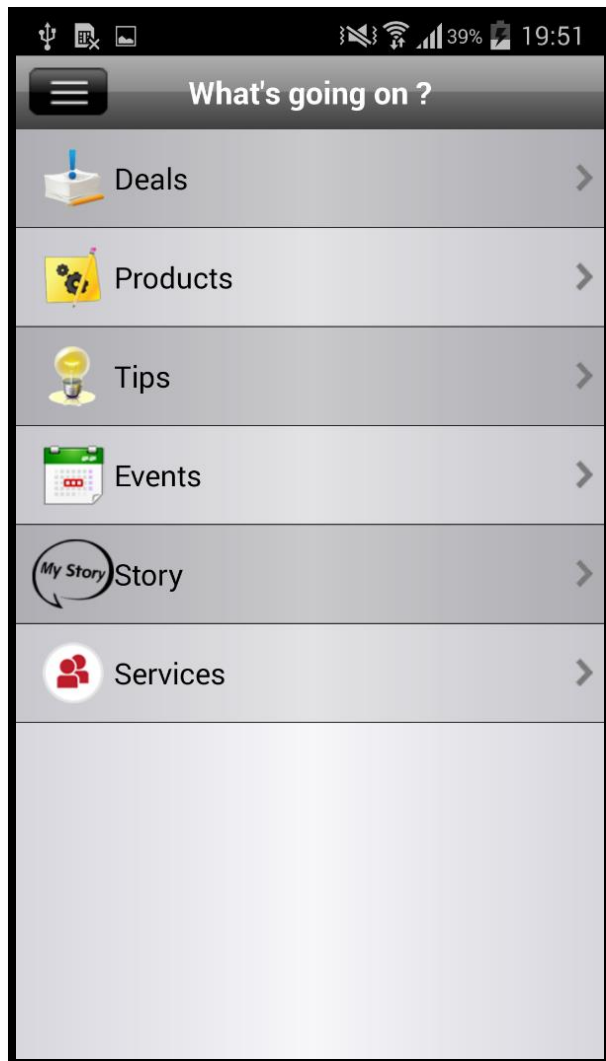 39% 19:51
What's going on ?
Deals
Products
Tips
Events
My Story Story
Services